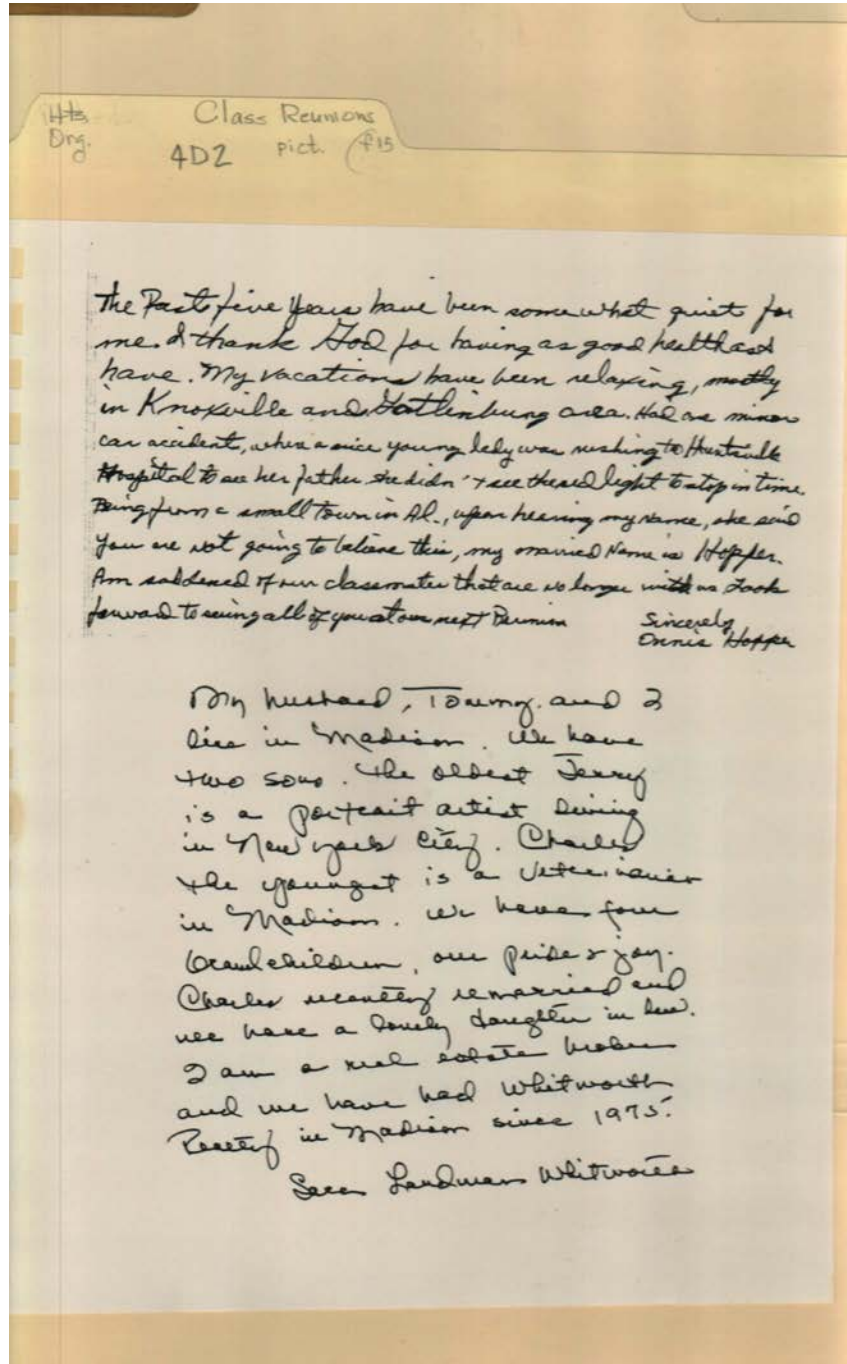 Hts. Class Reunions
Org. 4D2 pict. f15
The Past five Years have been somewhat quiet for
me. I thank God for having as good health as I
have. My vacations have been relaxing, mostly
in Knoxville and Gatlinburg area. Had one minor
car accident, where a nice young lady was rushing to Huntsville
Hospital to see her father she didn't see the red light to stop in time.
Being from a small town in Al., upon hearing my name, she said
You are not going to believe this, my married Name is Hopper.
Am saddened of our classmates that are no longer with us Look
forward to seeing all of you at our next Reunion
Sincerely
Onnie Hopper
My husband, Tommy and I
live in Madison. We have
two sons. The oldest Jerry
is a portrait artist living
in New York City. Charles
the youngest is a Veterinarian
in Madison. We have four
Grandchildren, our pride & joy.
Charles recently remarried and
we have a lovely daughter in law.
I am a real estate broker
and we have had Whitworth
Realty in Madison since 1975.
Sara Landman Whitworth